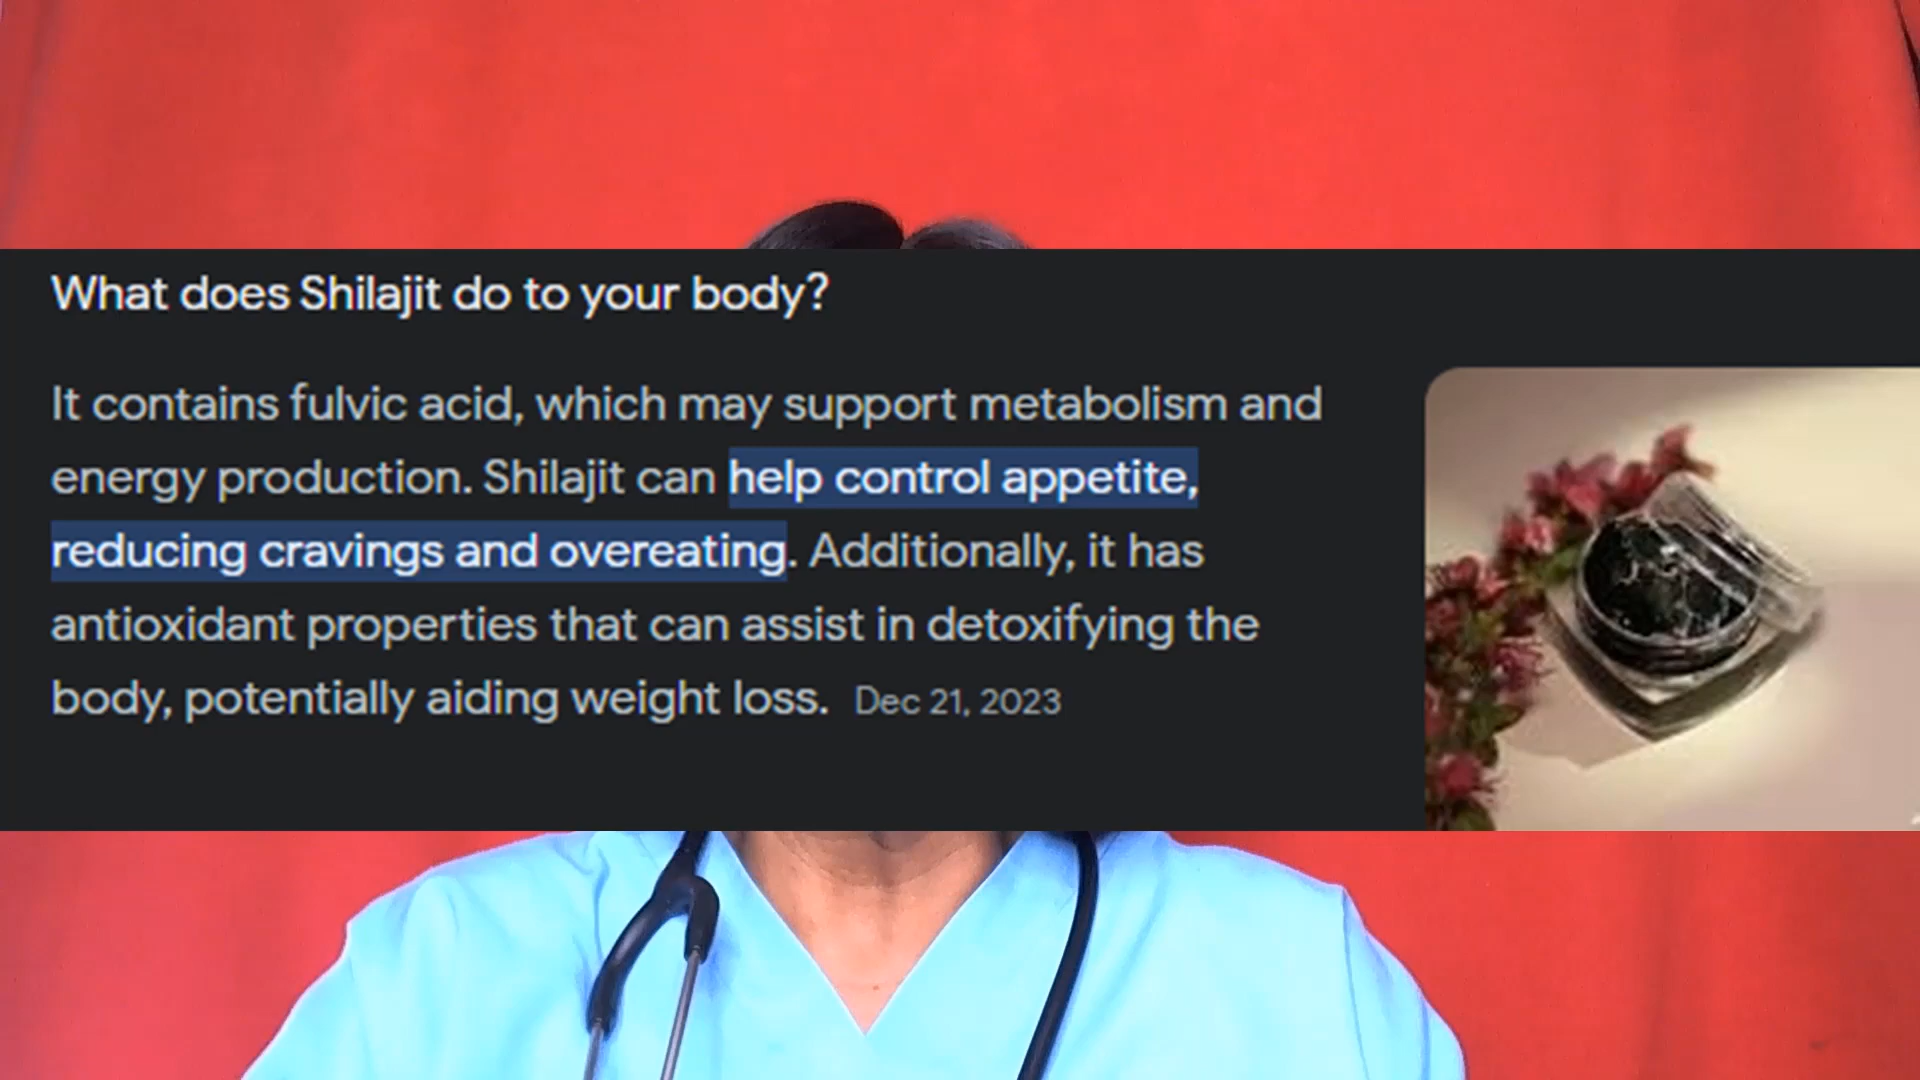 What does Shilajit do to your body?
It contains fulvic acid, which may support metabolism and
energy production. Shilajit can help control appetite,
reducing cravings and overeating. Additionally, it has
antioxidant properties that can assist in detoxifying the
body, potentially aiding weight loss. Dec 21, 2023